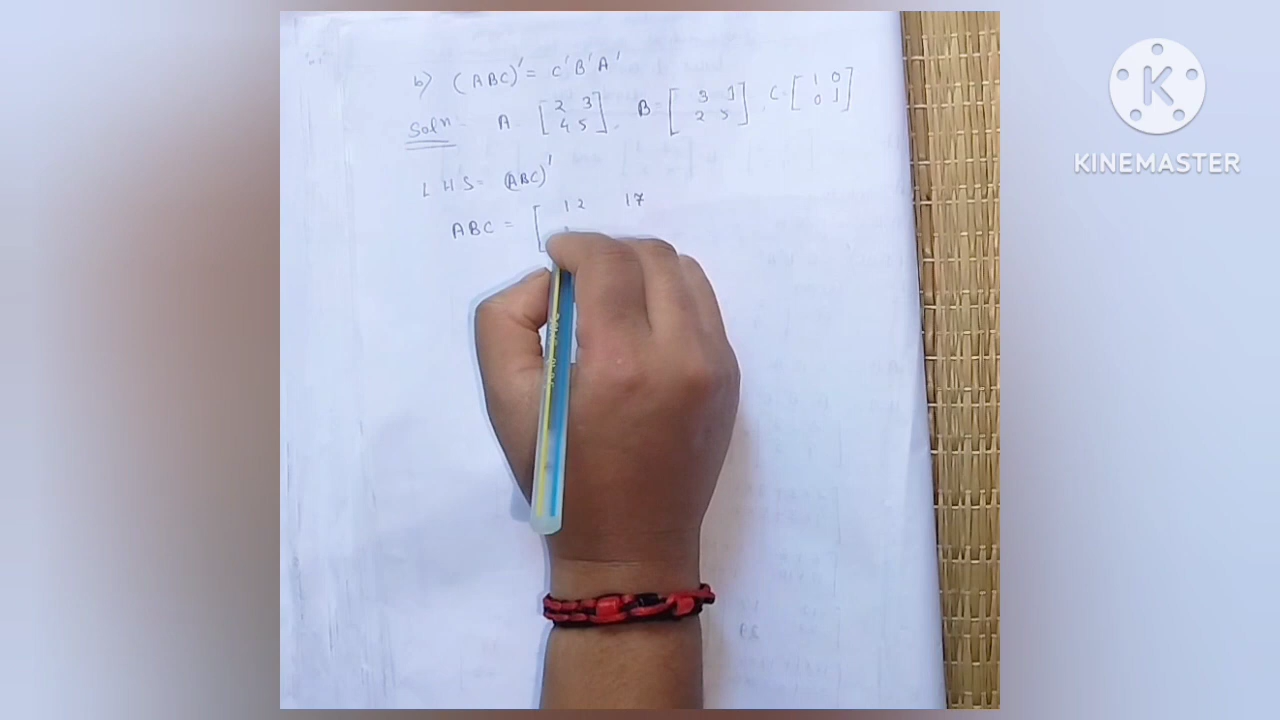 b) (ABC)' = C'B'A'
Solⁿ - A = [2 3 4 5], B = [3 1 2 5], C = [1 0 0 1]
LHS = (ABC)'
ABC = [12 17
KINEMASTER